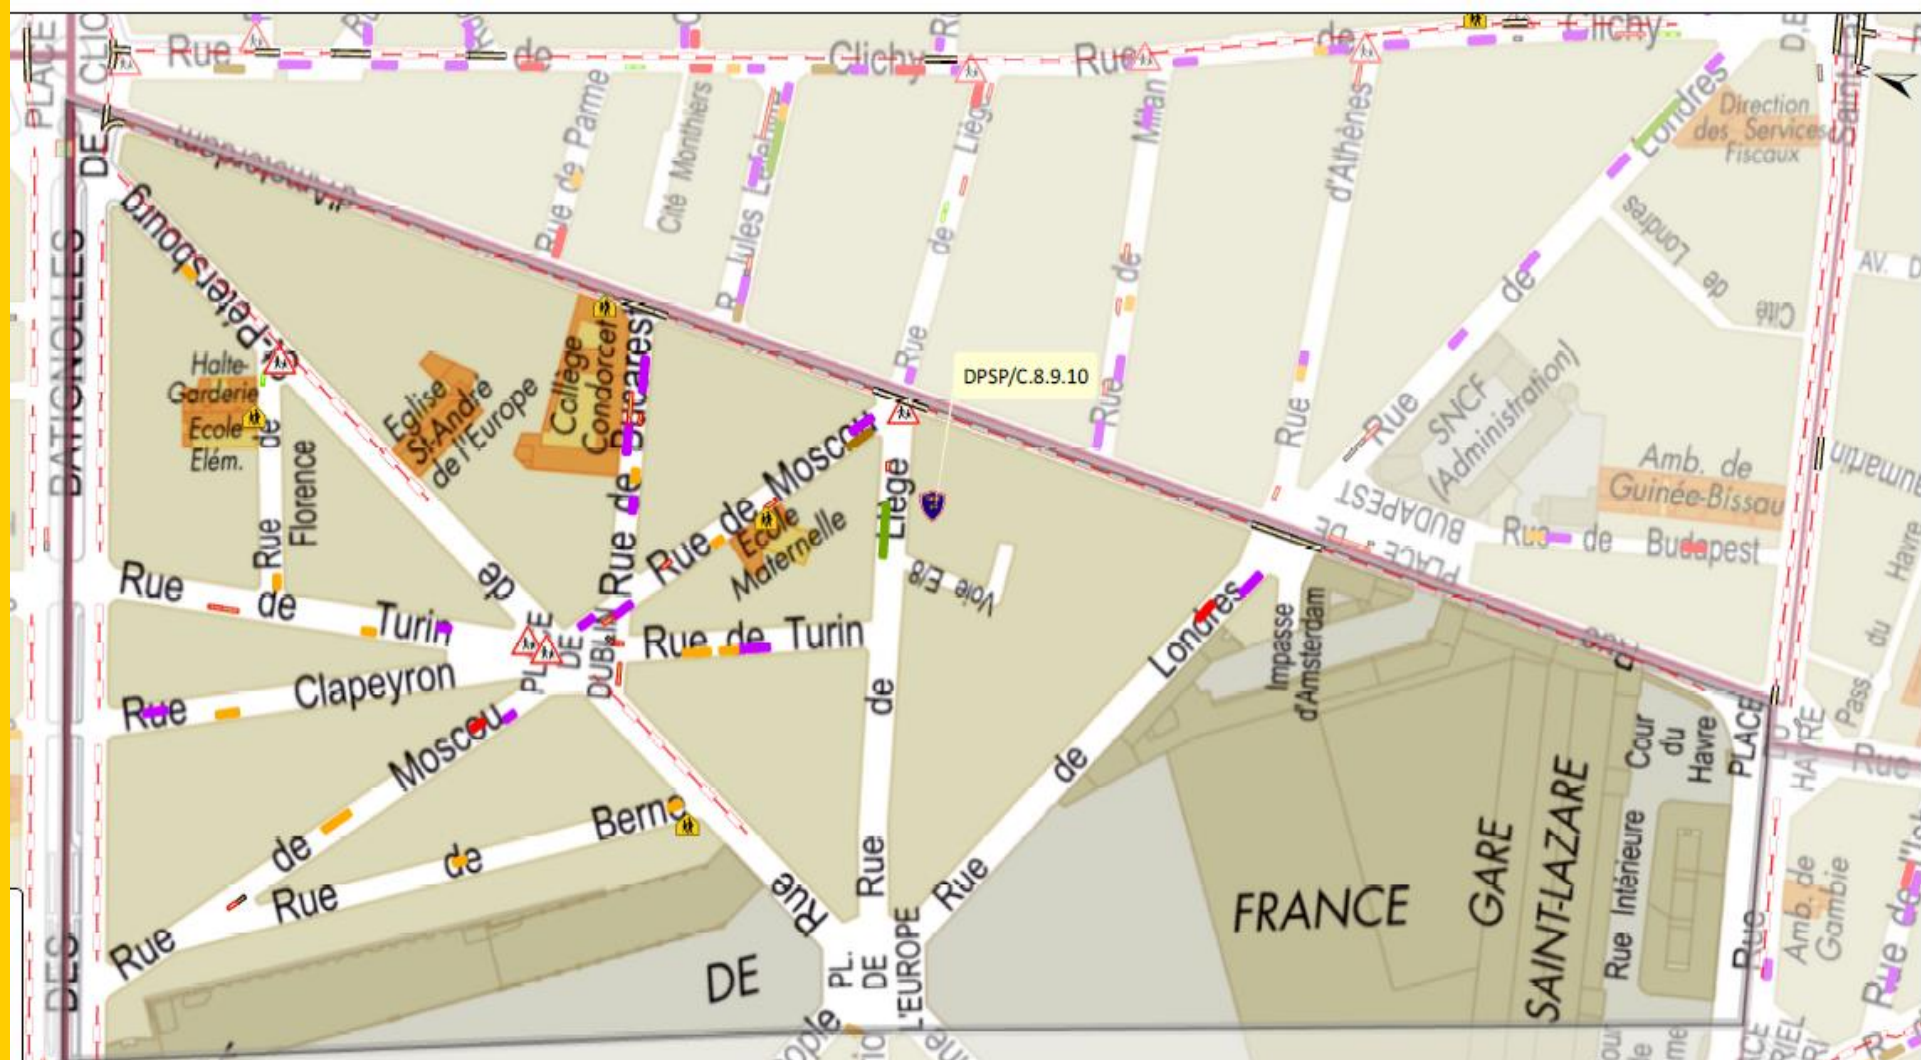 PLACE
DE
CLICHY
Rue
de
Clichy
Rue
de
Clichy
d'Amsterdam
Rue de Parme
Cité Monthiers
R. Jules Lefebvre
Rue
de
Liège
Rue
de
Milan
Rue
d'Athènes
Rue
de
Londres
Direction
des Services
Fiscaux
Cité
de
Londres
AV. D
BATIGNOLLES
DES
St-Pétersbourg
de
Rue
Halte-
Garderie
Ecole
Elém.
Rue de
Florence
Eglise
St-André
de l'Europe
Collège
Condorcet
Rue de Bucarest
Rue de Moscou
Ecole
Maternelle
DPSP/C.8.9.10
Rue
de
Liège
Voie E/8
SNCF
(Administration)
PLACE DE
BUDAPEST
Rue de Budapest
Amb. de
Guinée-Bissau
Rue
de
Turin
PL. DE
DUBLIN
Rue de Turin
Rue
Clapeyron
Rue
de
Moscou
Rue
de
Berne
Rue
de
Londres
Impasse
d'Amsterdam
Rue
Cour
du
Havre
PLACE
DU
HAVRE
Pass.
du
Havre
Rue
PL.
DE
L'EUROPE
DE
FRANCE
GARE
SAINT-LAZARE
Rue Intérieure
Rue
Amb. de
Gambie
Rue de l'Isly